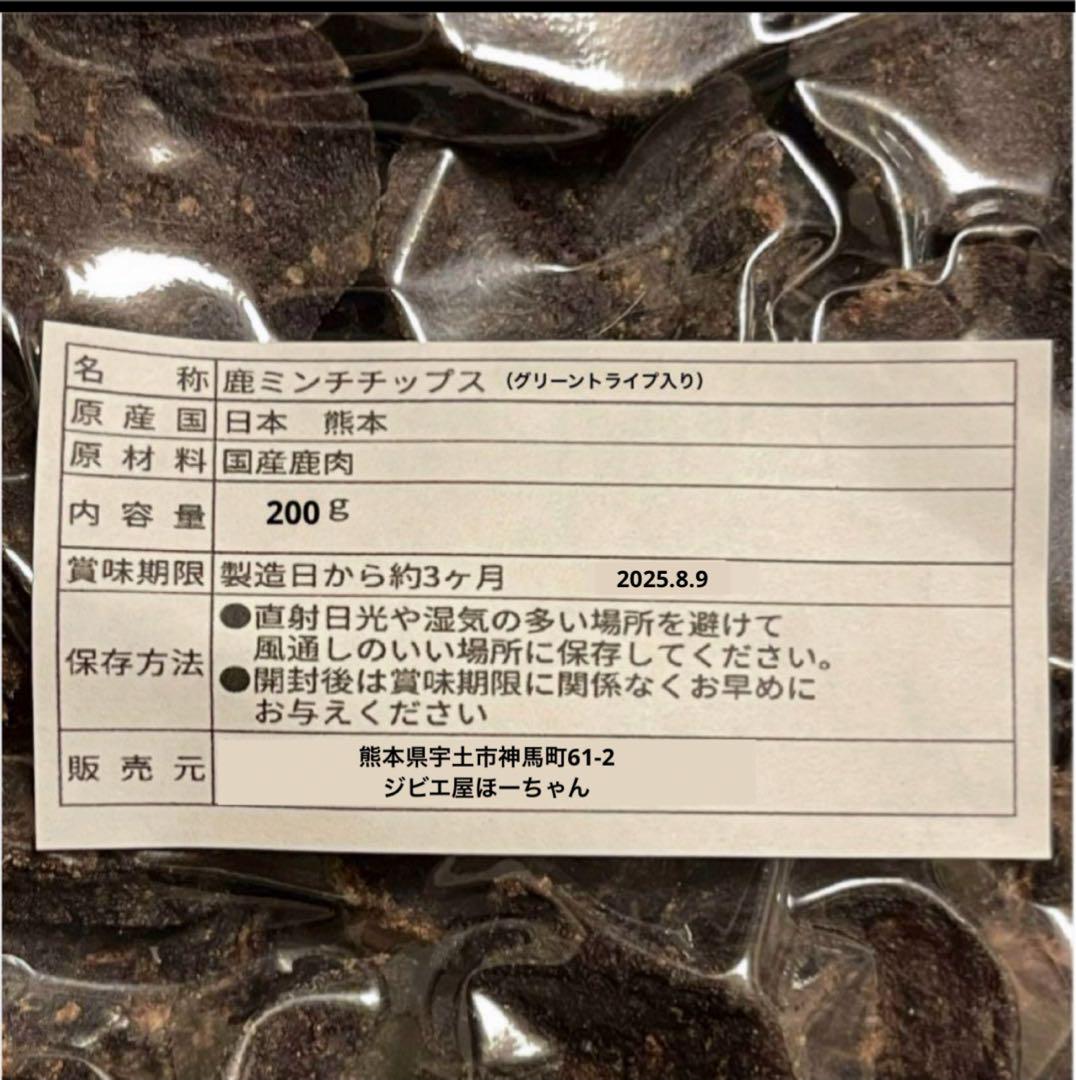 名称 鹿ミンチチップス (グリーントライプ入り)
原産国 日本 熊本
原材料 国産鹿肉
内容量 200g
賞味期限 製造日から約3ヶ月 2025.8.9
保存方法 ●直射日光や湿気の多い場所を避けて
風通しのいい場所に保存してください。
●開封後は賞味期限に関係なくお早めに
お与えください
販売元 熊本県宇土市神馬町61-2
ジビエ屋ほーちゃん